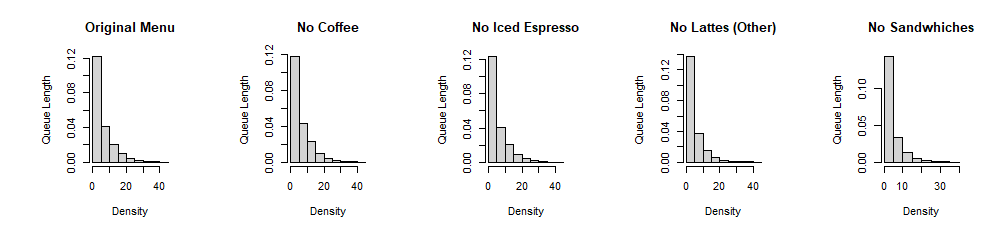 Original Menu
Queue Length
0.00 0.04 0.08 0.12
0 20 40
Density
No Coffee
Queue Length
0.00 0.04 0.08 0.12
0 20 40
Density
No Iced Espresso
Queue Length
0.00 0.04 0.08 0.12
0 20 40
Density
No Lattes (Other)
Queue Length
0.00 0.04 0.08 0.12
0 20 40
Density
No Sandwhiches
Queue Length
0.00 0.05 0.10
0 10 30
Density